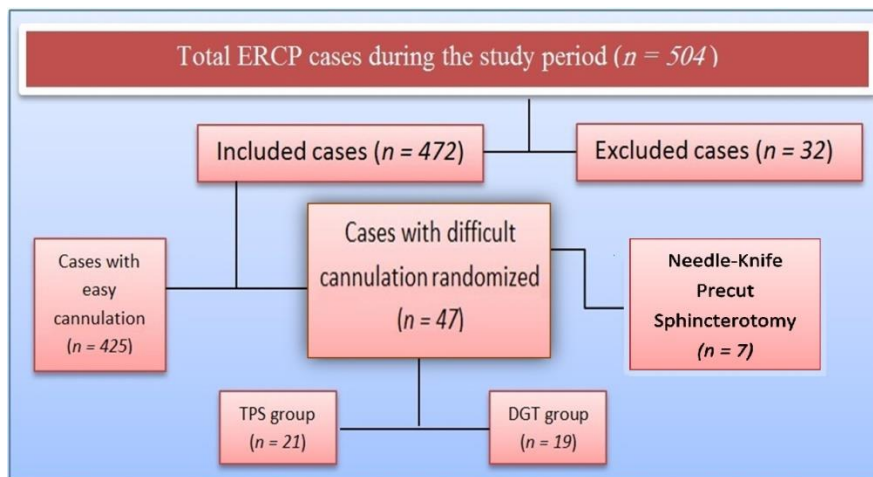 Total ERCP cases during the study period (n = 504 )
Included cases (n = 472)
Excluded cases (n = 32)
Cases with
easy
cannulation
(n = 425)
Cases with difficult
cannulation randomized
(n = 47)
Needle-Knife
Precut
Sphincterotomy
(n = 7)
TPS group
(n = 21)
DGT group
(n = 19)